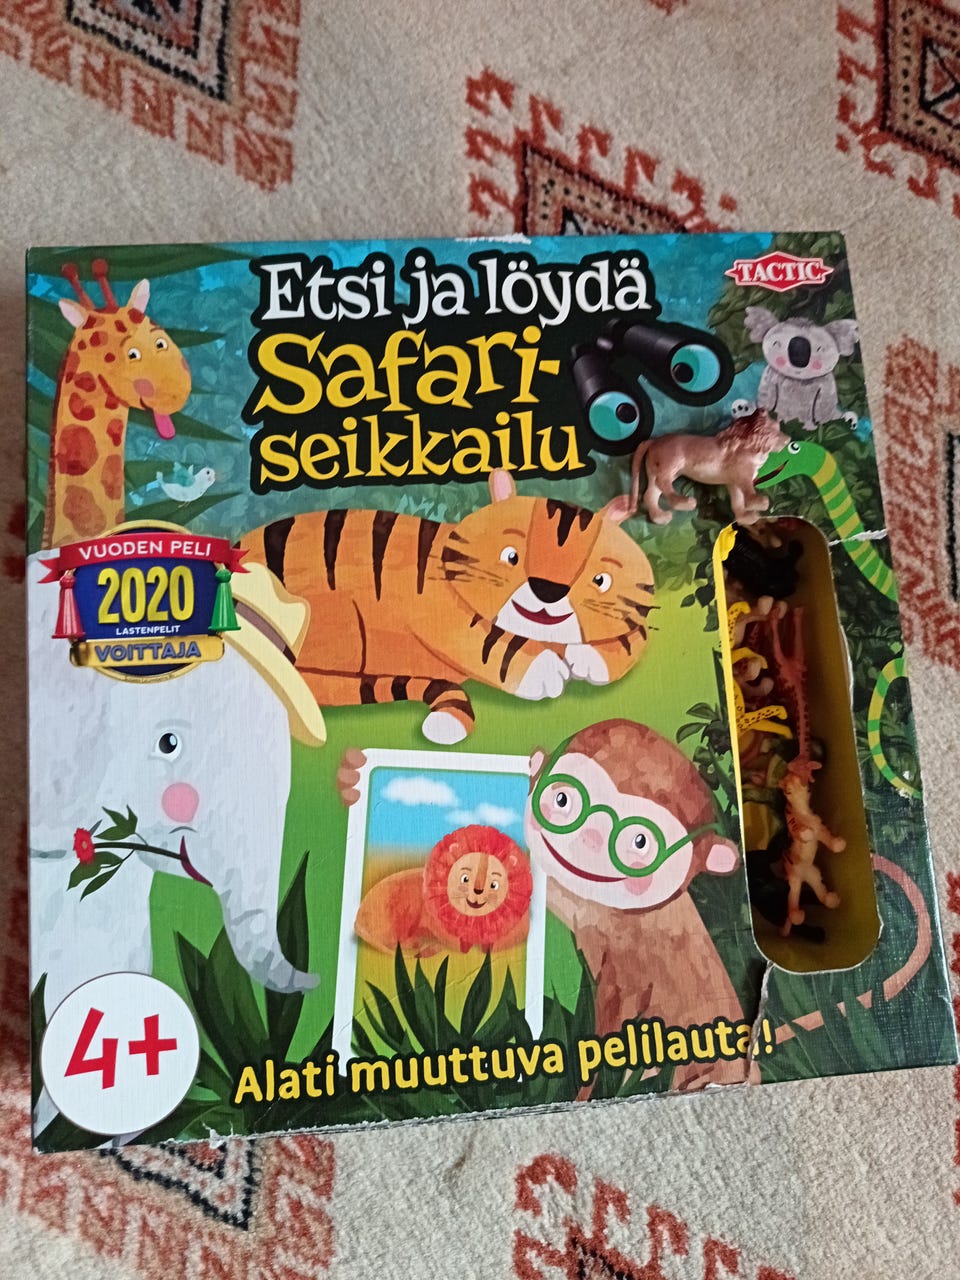 Etsi ja löydä
Safari-
seikkailu
TACTIC
VUODEN PELI
2020
LASTENPELIT
VOITTAJA
4+
Alati muuttuva pelilauta!